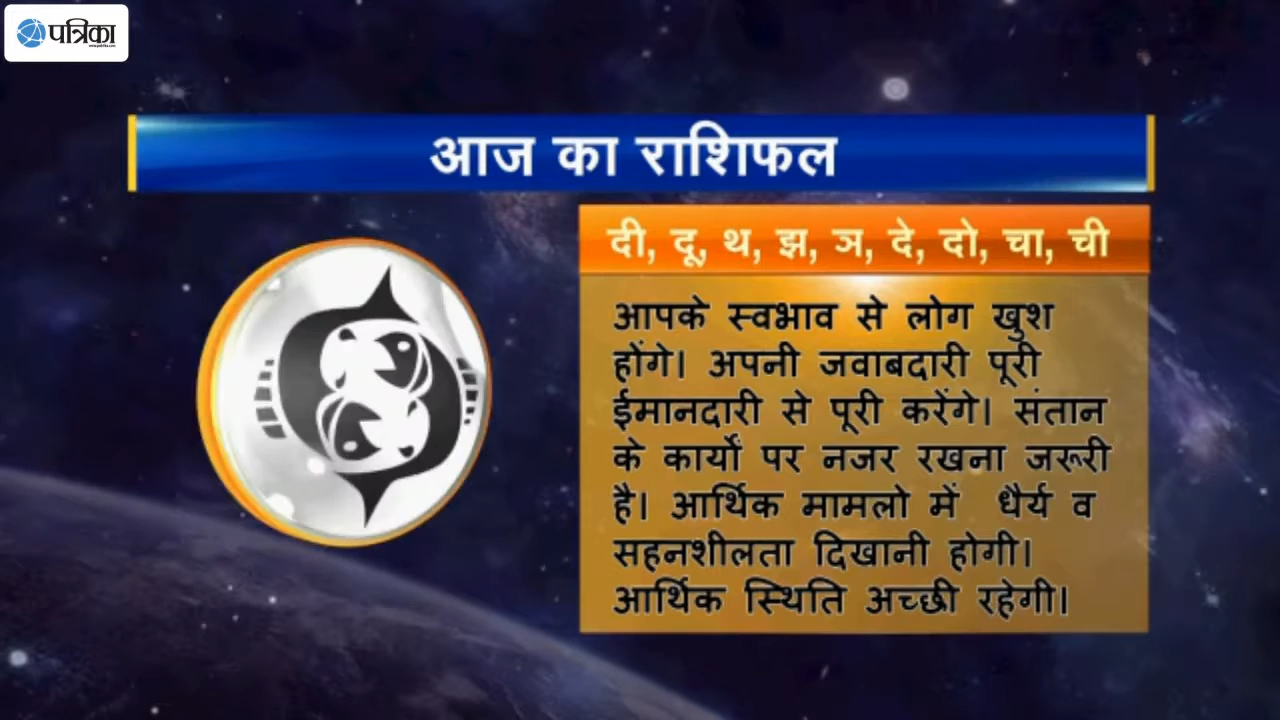 पत्रिका
आज का राशिफल
दी, दू, थ, झ, ञ, दे, दो, चा, ची
आपके स्वभाव से लोग खुश
होंगे। अपनी जवाबदारी पूरी
ईमानदारी से पूरी करेंगे। संतान
के कार्यों पर नजर रखना जरूरी
है। आर्थिक मामलो में धैर्य व
सहनशीलता दिखानी होगी।
आर्थिक स्थिति अच्छी रहेगी।